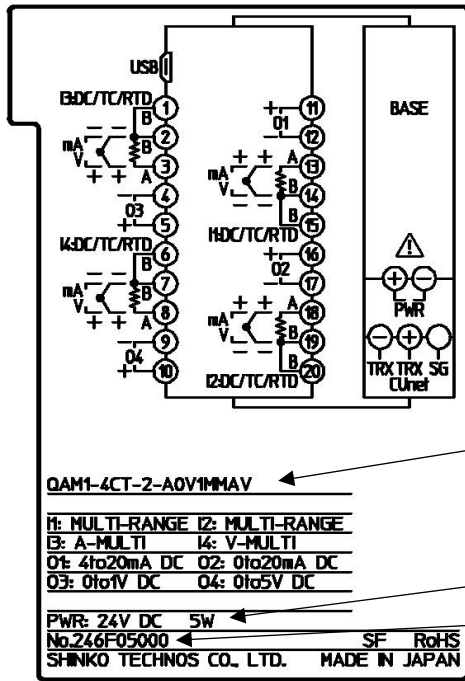 USB
I3:DC/TC/RTD
BASE
1 B 11
+ O1
mA − − 2 − 12
V B A 13
+ + 3 mA + +
A V B 14
− 4 − −
O3 B 15
+ 5 I1:DC/TC/RTD
I4:DC/TC/RTD 6 + 16
B O2
mA − − 7 − 17
V B PWR
+ + 8 A 18
A mA + +
− 9 V B 19
O4 − −
+ 10 B 20
I2:DC/TC/RTD
TRX TRX SG
CUnet
QAM1-4CT-2-A0V1MMAV
I1: MULTI-RANGE I2: MULTI-RANGE
I3: A-MULTI I4: V-MULTI
O1: 4to20mA DC O2: 0to20mA DC
O3: 0to1V DC O4: 0to5V DC
PWR: 24V DC 5W
No.246F05000 SF RoHS
SHINKO TECHNOS CO., LTD. MADE IN JAPAN